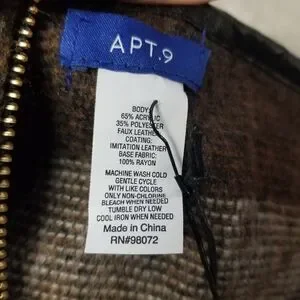 APT.9
BODY:
65% ACRYLIC
35% POLYESTER
FAUX LEATHER
COATING:
IMITATION LEATHER
BASE FABRIC:
100% RAYON
MACHINE WASH COLD
GENTLE CYCLE
WITH LIKE COLORS
ONLY NON-CHLORINE
BLEACH WHEN NEEDED
TUMBLE DRY LOW
COOL IRON WHEN NEEDED
Made in China
RN#98072